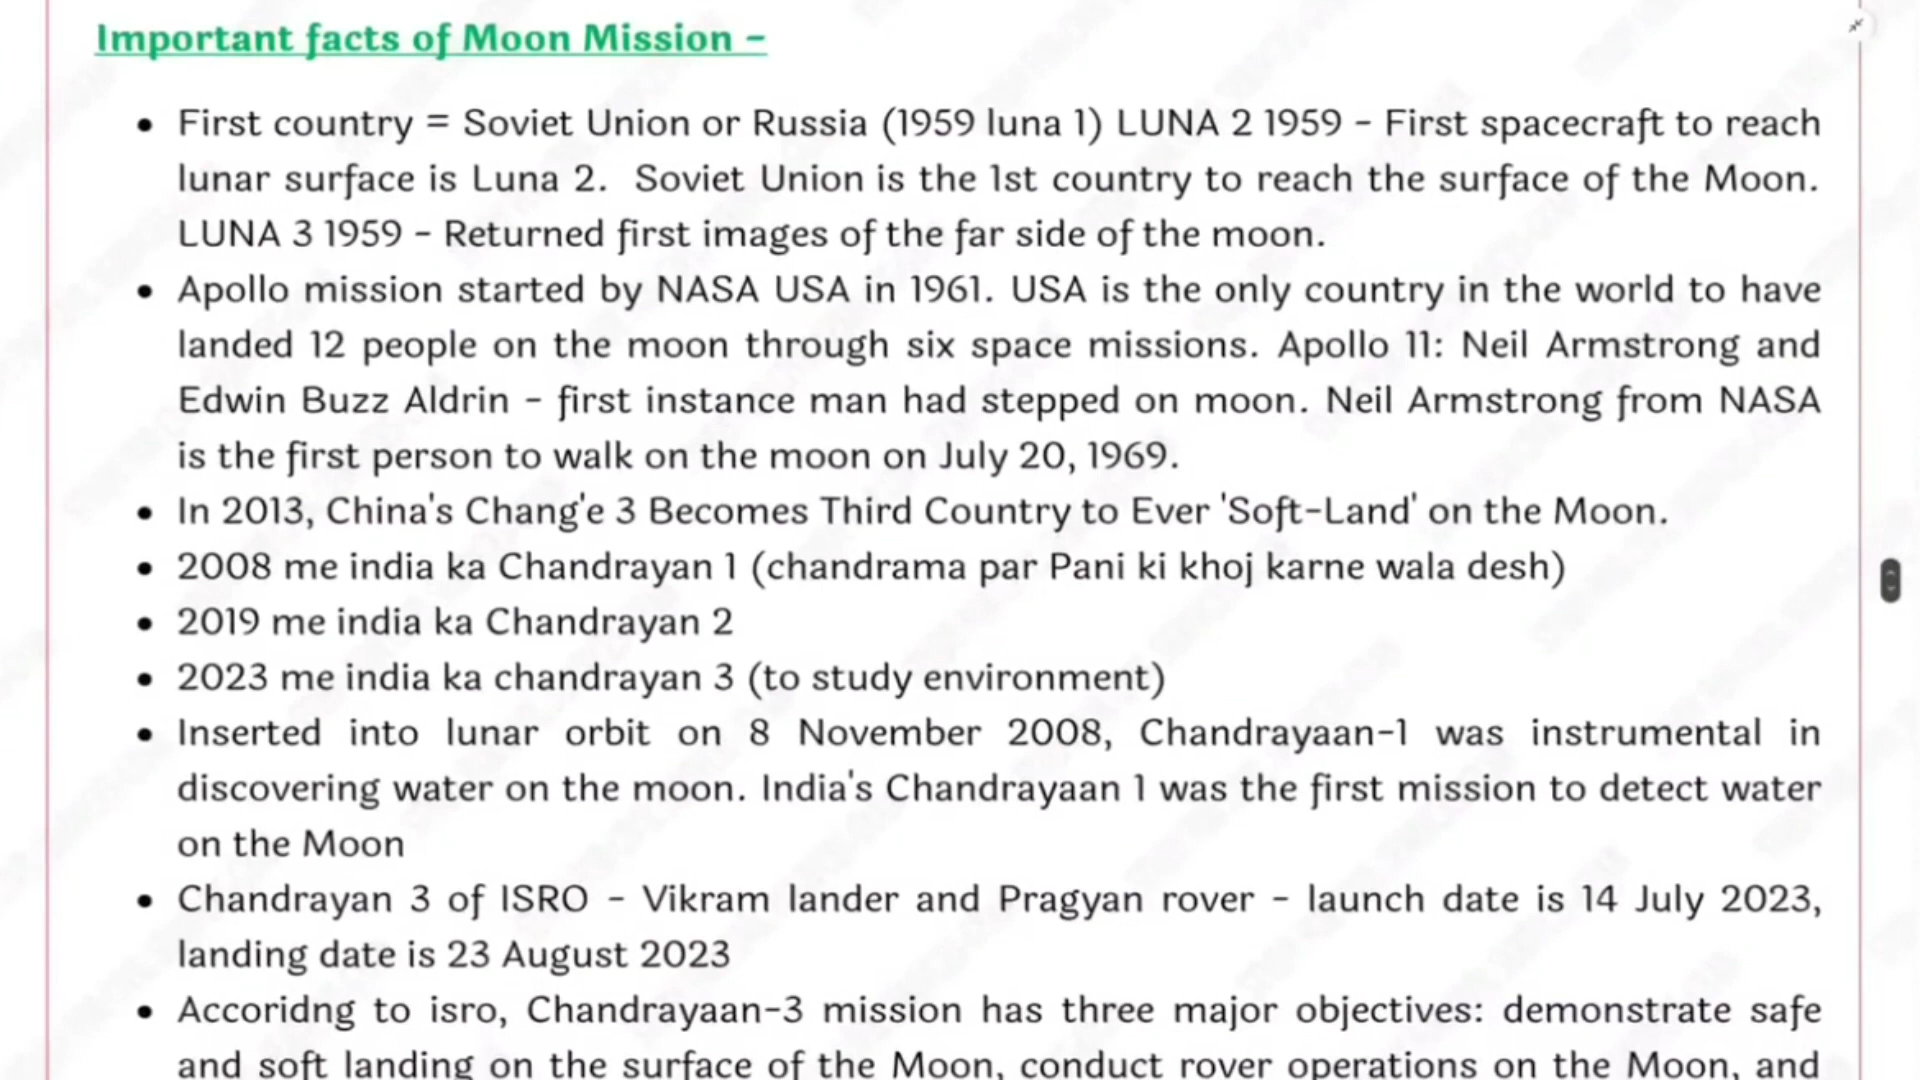 Important facts of Moon Mission –
• First country = Soviet Union or Russia (1959 luna 1) LUNA 2 1959 – First spacecraft to reach
lunar surface is Luna 2. Soviet Union is the 1st country to reach the surface of the Moon.
LUNA 3 1959 – Returned first images of the far side of the moon.
• Apollo mission started by NASA USA in 1961. USA is the only country in the world to have
landed 12 people on the moon through six space missions. Apollo 11: Neil Armstrong and
Edwin Buzz Aldrin – first instance man had stepped on moon. Neil Armstrong from NASA
is the first person to walk on the moon on July 20, 1969.
• In 2013, China's Chang'e 3 Becomes Third Country to Ever 'Soft-Land' on the Moon.
• 2008 me india ka Chandrayan 1 (chandrama par Pani ki khoj karne wala desh)
• 2019 me india ka Chandrayan 2
• 2023 me india ka chandrayan 3 (to study environment)
• Inserted into lunar orbit on 8 November 2008, Chandrayaan-1 was instrumental in
discovering water on the moon. India's Chandrayaan 1 was the first mission to detect water
on the Moon
• Chandrayan 3 of ISRO – Vikram lander and Pragyan rover – launch date is 14 July 2023,
landing date is 23 August 2023
• Accoridng to isro, Chandrayaan-3 mission has three major objectives: demonstrate safe
and soft landing on the surface of the Moon, conduct rover operations on the Moon, and